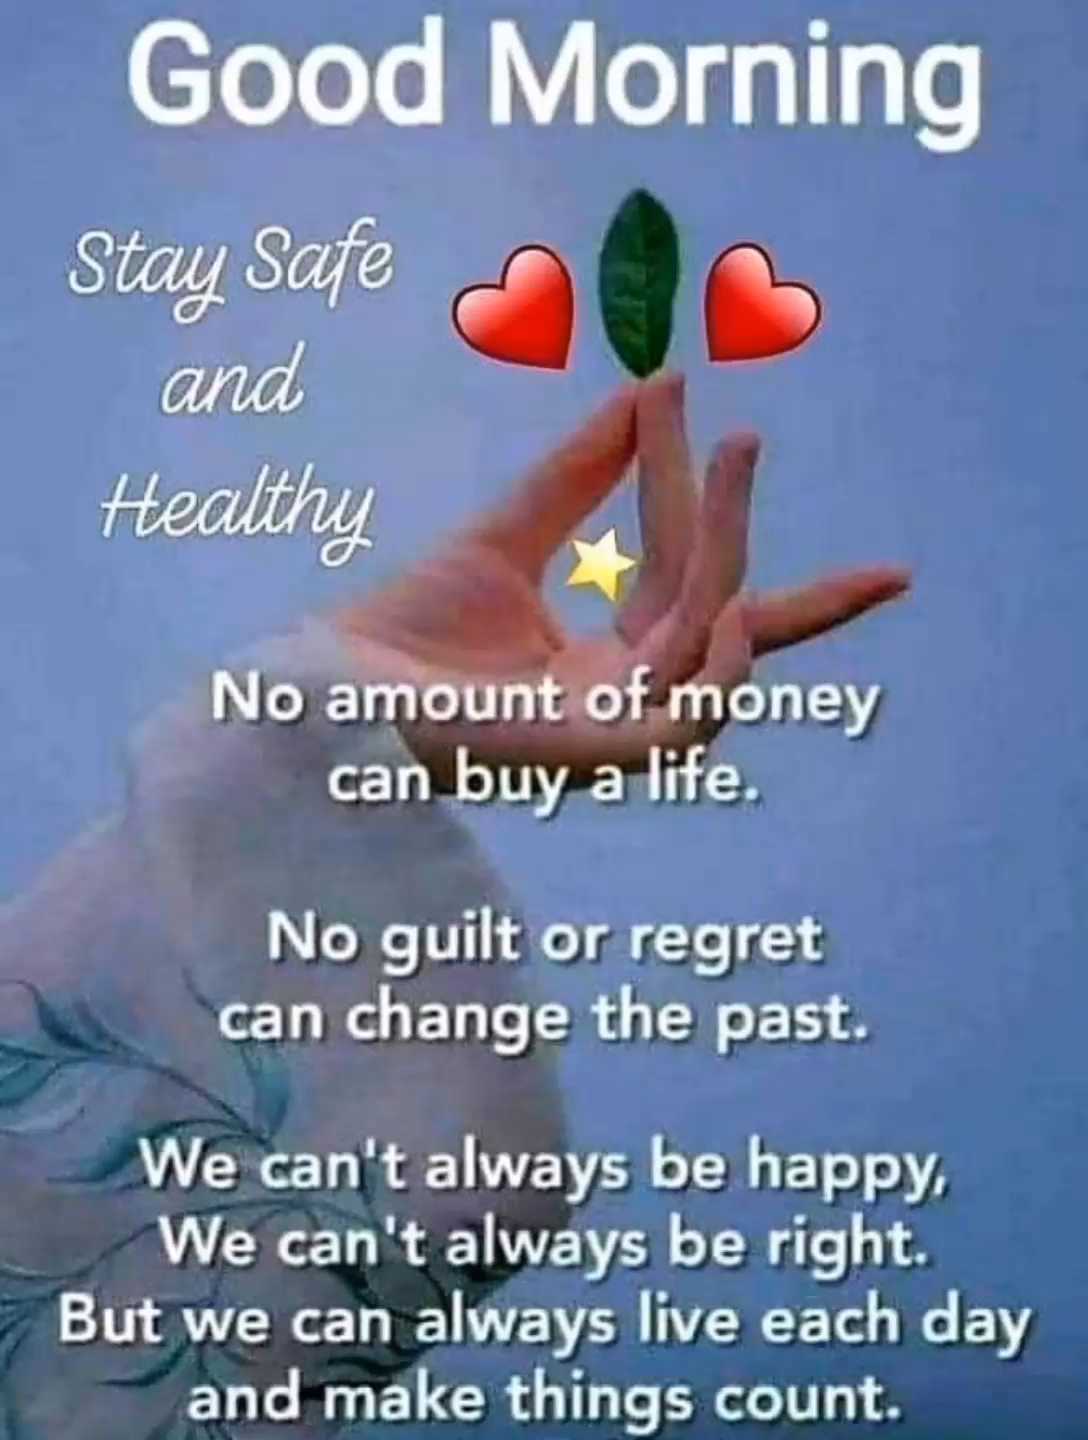 Good Morning
Stay Safe
and
Healthy
No amount of money
can buy a life.
No guilt or regret
can change the past.
We can't always be happy,
We can't always be right.
But we can always live each day
and make things count.